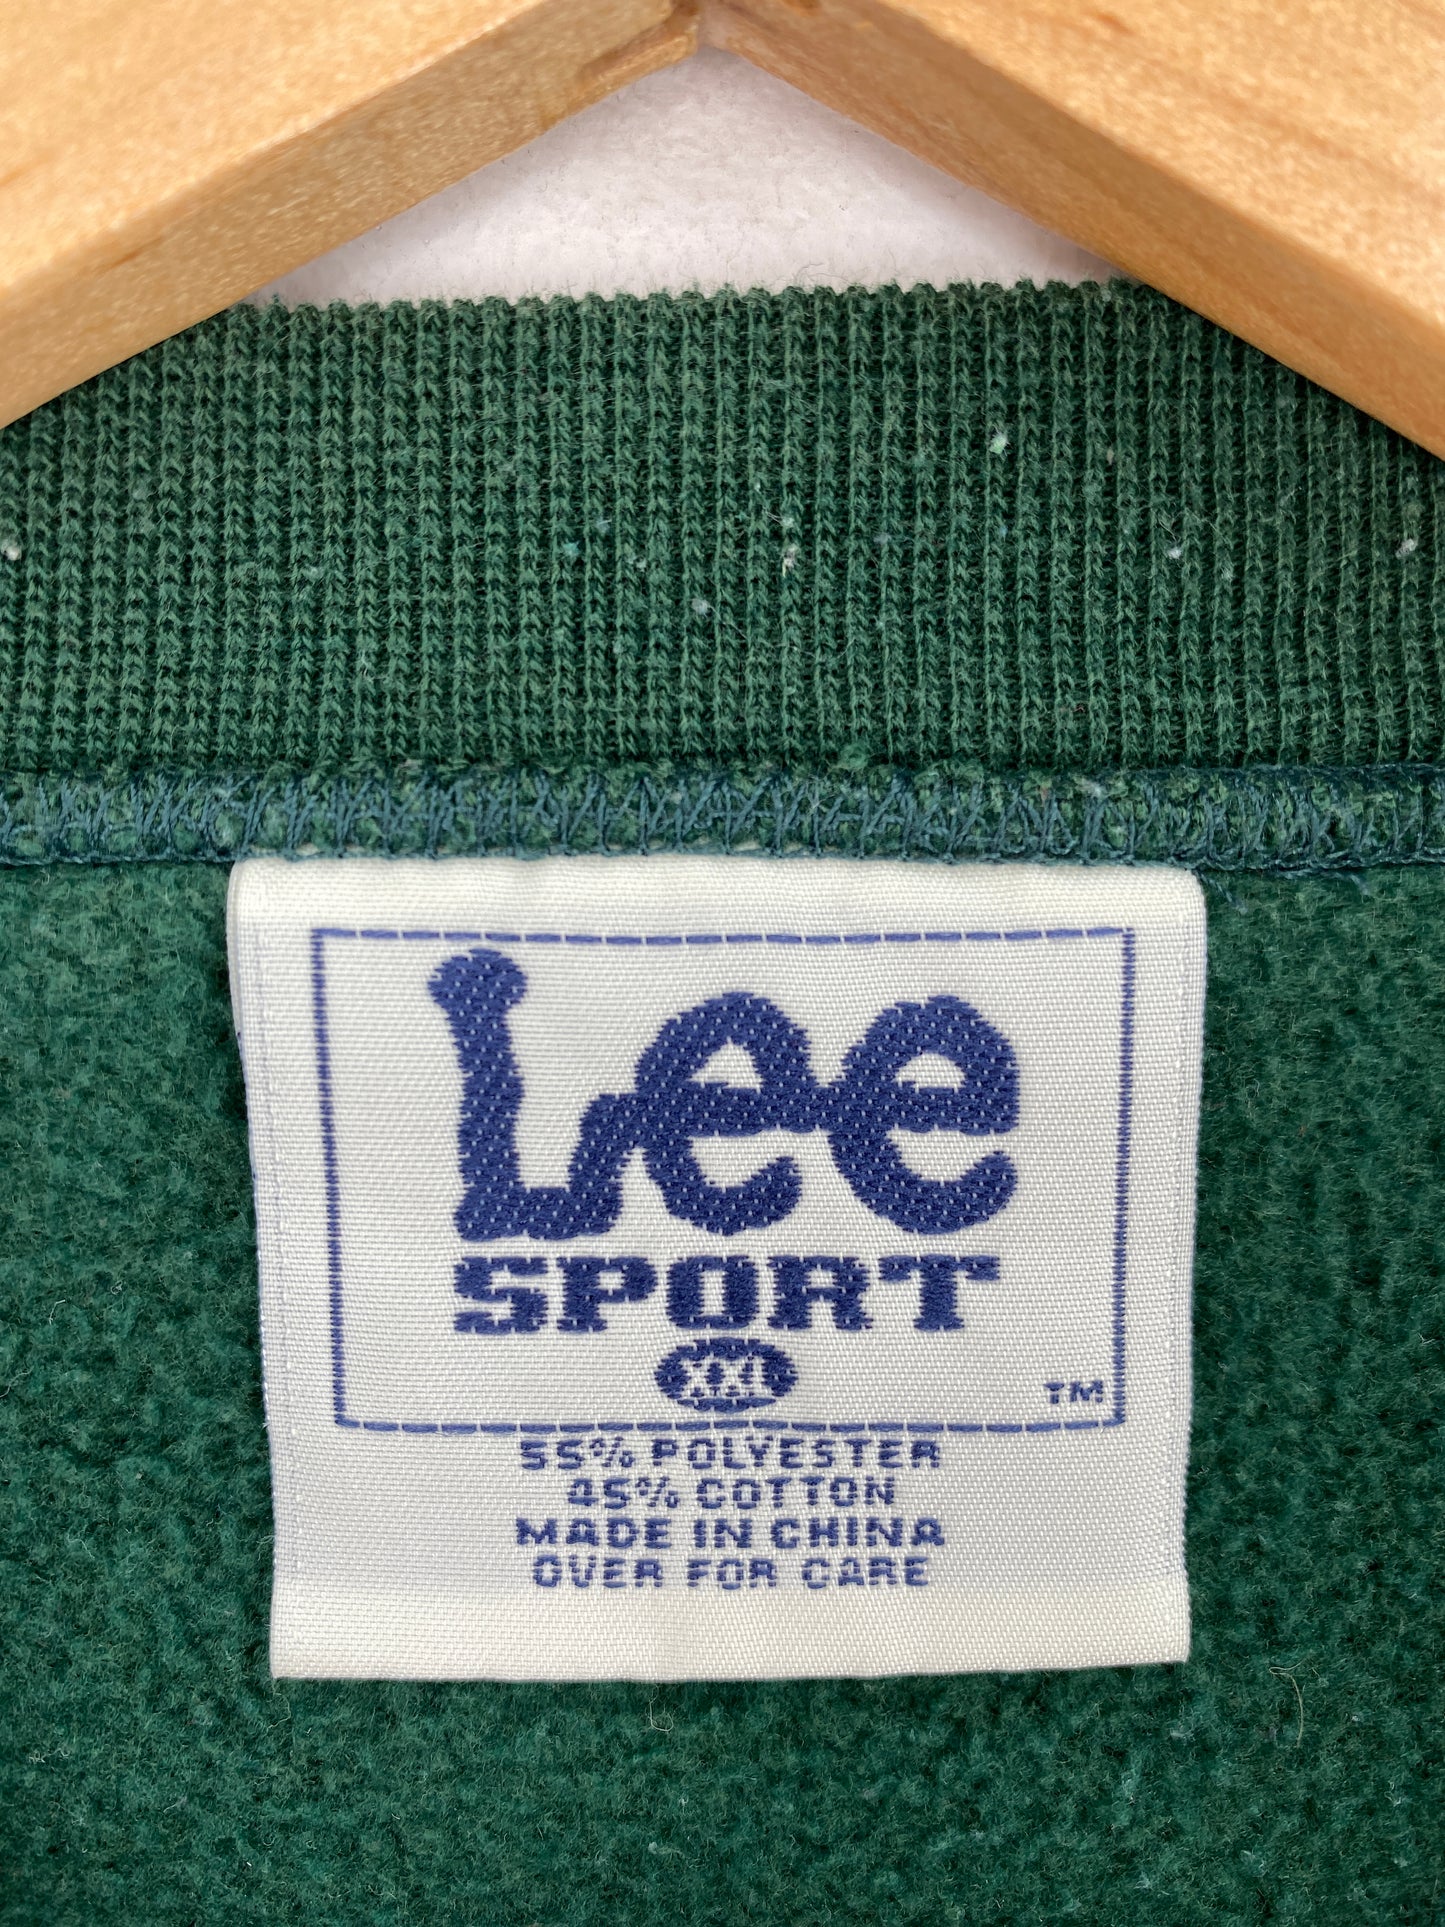 Lee
SPORT
XXL
TM
55% POLYESTER
45% COTTON
MADE IN CHINA
OVER FOR CARE